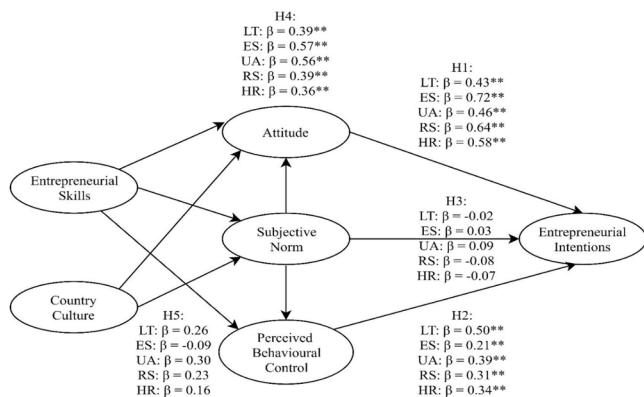 H4:
LT: β = 0.39**
ES: β = 0.57**
UA: β = 0.56**
RS: β = 0.39**
HR: β = 0.36**
H1:
LT: β = 0.43**
ES: β = 0.72**
UA: β = 0.46**
RS: β = 0.64**
HR: β = 0.58**
Attitude
Entrepreneurial
Skills
Subjective
Norm
H3:
LT: β = -0.02
ES: β = 0.03
UA: β = 0.09
RS: β = -0.08
HR: β = -0.07
Entrepreneurial
Intentions
Country
Culture
H5:
LT: β = 0.26
ES: β = -0.09
UA: β = 0.30
RS: β = 0.23
HR: β = 0.16
Perceived
Behavioural
Control
H2:
LT: β = 0.50**
ES: β = 0.21**
UA: β = 0.39**
RS: β = 0.31**
HR: β = 0.34**